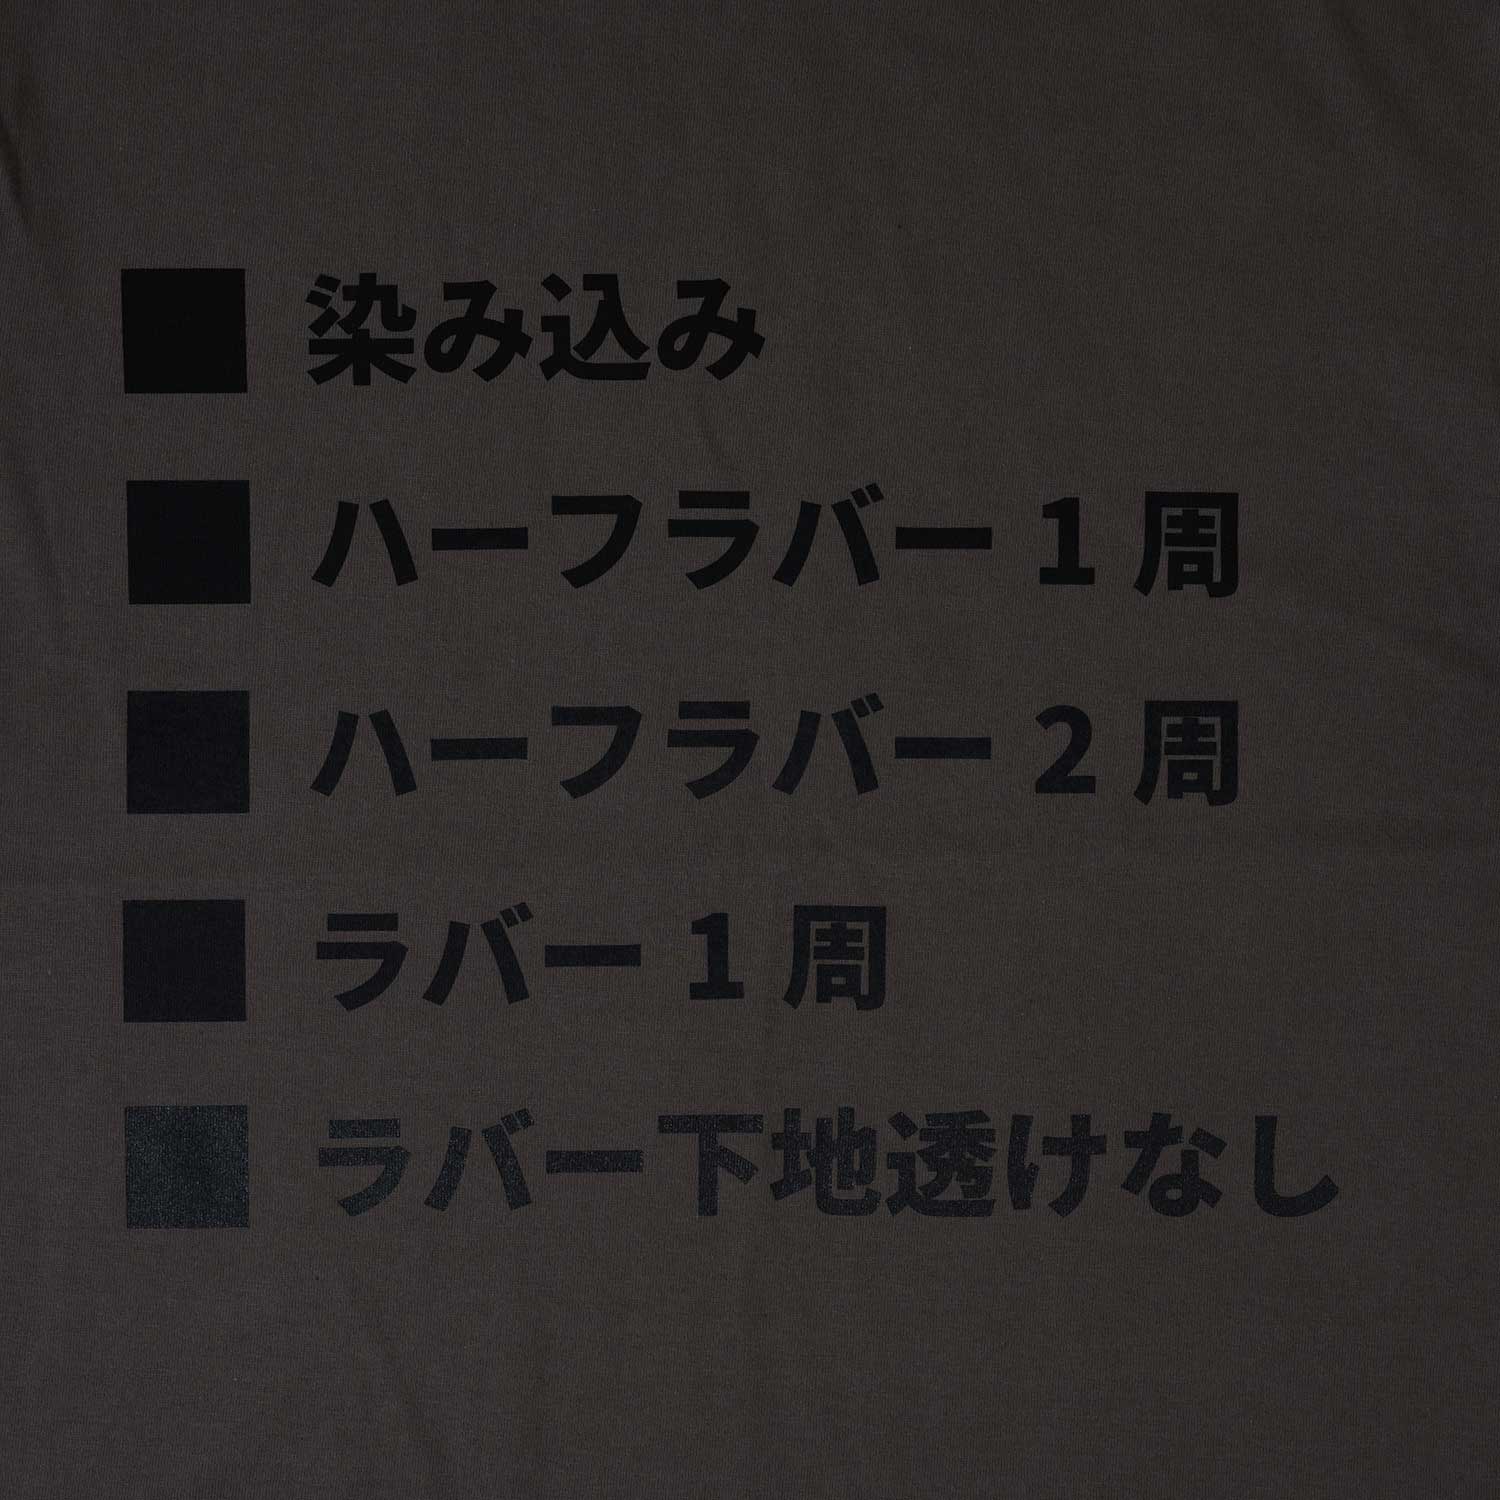 染み込み
ハーフラバー 1 周
ハーフラバー 2 周
ラバー 1 周
ラバー下地透けなし